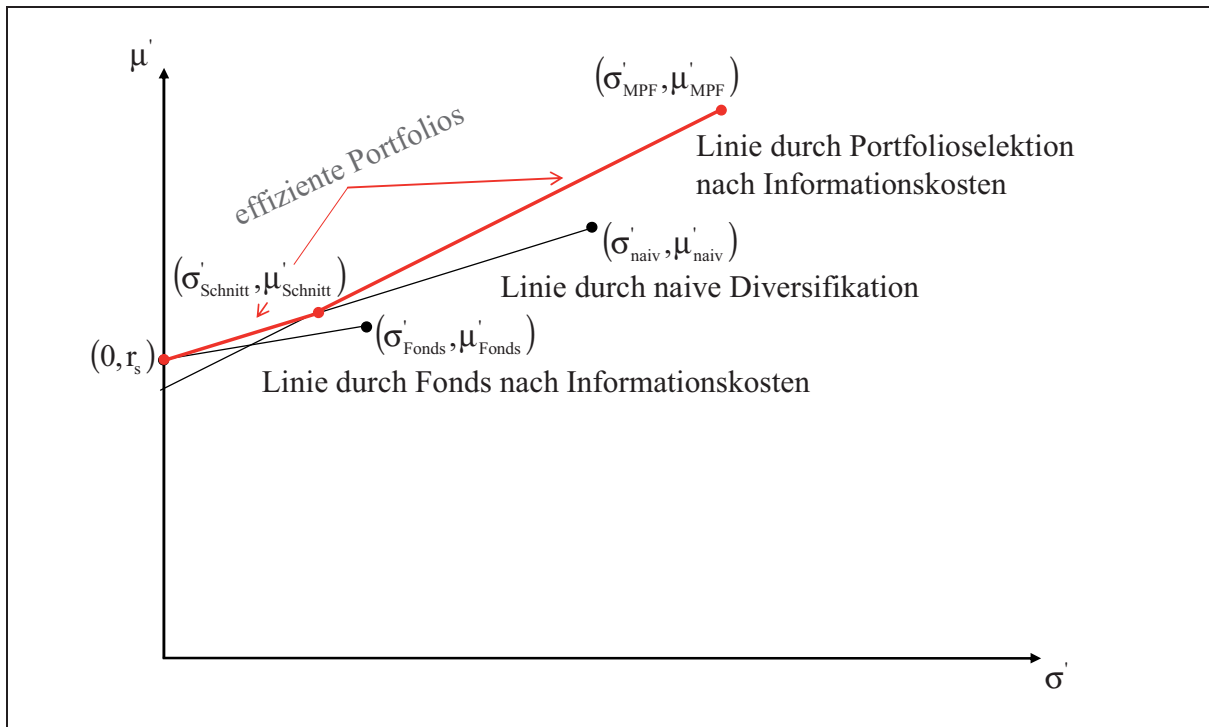 μ'
(σ'MPF, μ'MPF)
effiziente Portfolios
Linie durch Portfolioselektion
nach Informationskosten
(σ'naiv, μ'naiv)
(σ'Schnitt, μ'Schnitt)
Linie durch naive Diversifikation
(σ'Fonds, μ'Fonds)
(0, rs)
Linie durch Fonds nach Informationskosten
σ'